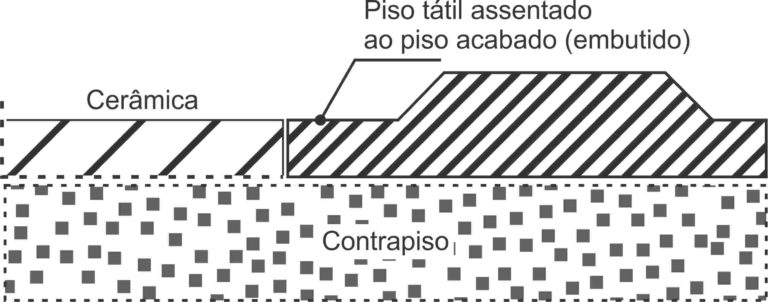 Piso tátil assentado
ao piso acabado (embutido)
Cerâmica
Contrapiso